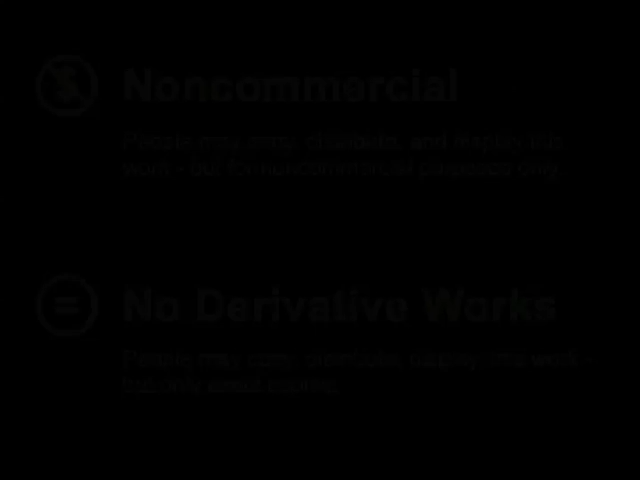 Noncommercial
People may copy, distribute, and display this
work - but for noncommercial purposes only.
No Derivative Works
People may copy, distribute, display this work -
but only exact copies.